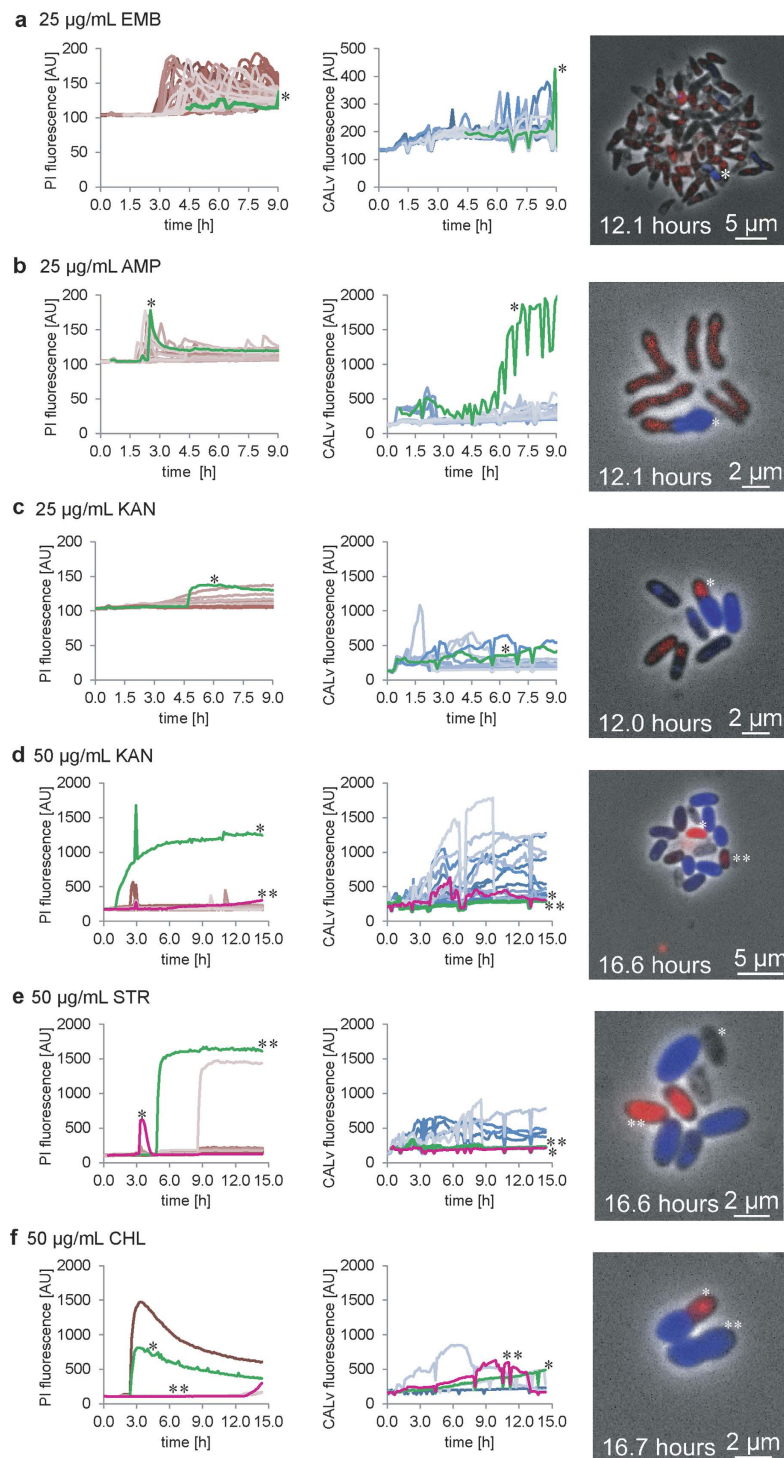 a 25 µg/mL EMB
PI fluorescence [AU]
200
150
100
50
0
0.0 1.5 3.0 4.5 6.0 7.5 9.0
time [h]
*
CALv fluorescence [AU]
500
400
300
200
100
0
0.0 1.5 3.0 4.5 6.0 7.5 9.0
time [h]
*
*
12.1 hours 5 µm
b 25 µg/mL AMP
PI fluorescence [AU]
200
150
100
50
0
0.0 1.5 3.0 4.5 6.0 7.5 9.0
time [h]
*
CALv fluorescence [AU]
2000
1500
1000
500
0
0.0 1.5 3.0 4.5 6.0 7.5 9.0
time [h]
*
*
12.1 hours 2 µm
c 25 µg/mL KAN
PI fluorescence [AU]
200
150
100
50
0
0.0 1.5 3.0 4.5 6.0 7.5 9.0
time [h]
*
CALv fluorescence [AU]
2000
1500
1000
500
0
0.0 1.5 3.0 4.5 6.0 7.5 9.0
time [h]
*
*
12.0 hours 2 µm
d 50 µg/mL KAN
PI fluorescence [AU]
2000
1500
1000
500
0
0.0 3.0 6.0 9.0 12.0 15.0
time [h]
*
**
CALv fluorescence [AU]
2000
1500
1000
500
0
0.0 3.0 6.0 9.0 12.0 15.0
time [h]
*
**
*
**
16.6 hours 5 µm
e 50 µg/mL STR
PI fluorescence [AU]
2000
1500
1000
500
0
0.0 3.0 6.0 9.0 12.0 15.0
time [h]
**
*
CALv fluorescence [AU]
2000
1500
1000
500
0
0.0 3.0 6.0 9.0 12.0 15.0
time [h]
**
*
*
**
16.6 hours 2 µm
f 50 µg/mL CHL
PI fluorescence [AU]
2000
1500
1000
500
0
0.0 3.0 6.0 9.0 12.0 15.0
time [h]
*
**
CALv fluorescence [AU]
2000
1500
1000
500
0
0.0 3.0 6.0 9.0 12.0 15.0
time [h]
**
*
*
**
16.7 hours 2 µm